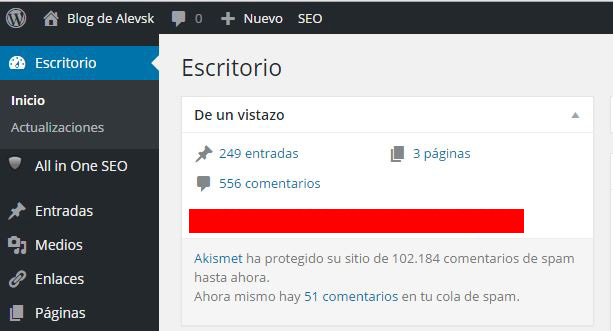 Blog de Alevsk 0 Nuevo SEO
Escritorio
Inicio
Actualizaciones
All in One SEO
Entradas
Medios
Enlaces
Páginas
Escritorio
De un vistazo
249 entradas 3 páginas
556 comentarios
Akismet ha protegido su sitio de 102.184 comentarios de spam
hasta ahora.
Ahora mismo hay 51 comentarios en tu cola de spam.